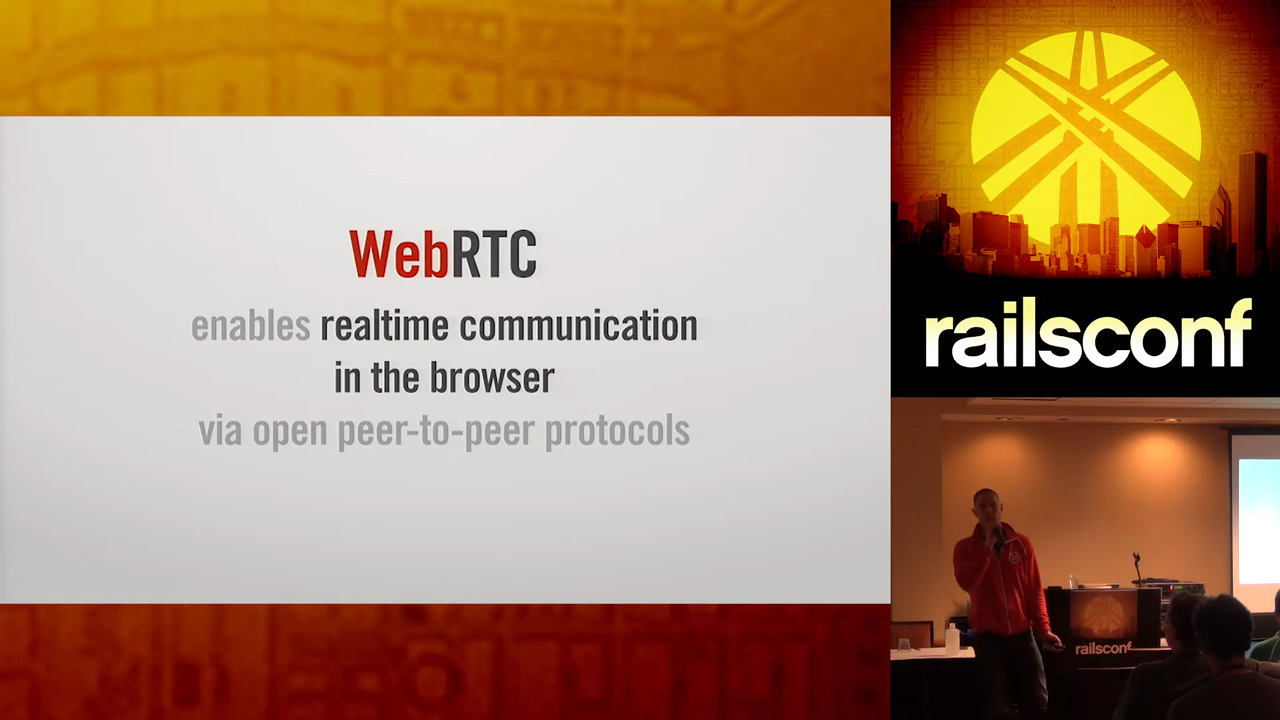 WebRTC
enables realtime communication
in the browser
via open peer-to-peer protocols
railsconf
railsconf